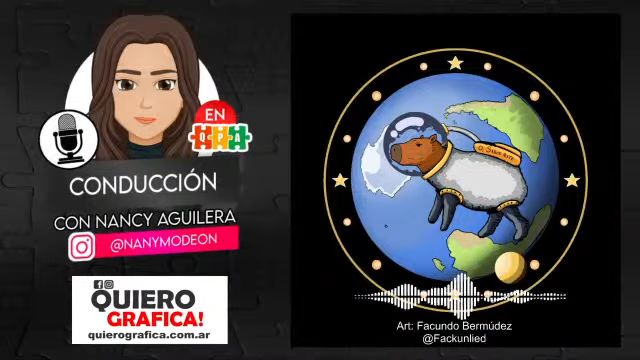 EN
CONDUCCIÓN
CON NANCY AGUILERA
@NANYMODEON
QUIERO
GRAFICA!
quierografica.com.ar
Art: Facundo Bermúdez
@Fackunlied